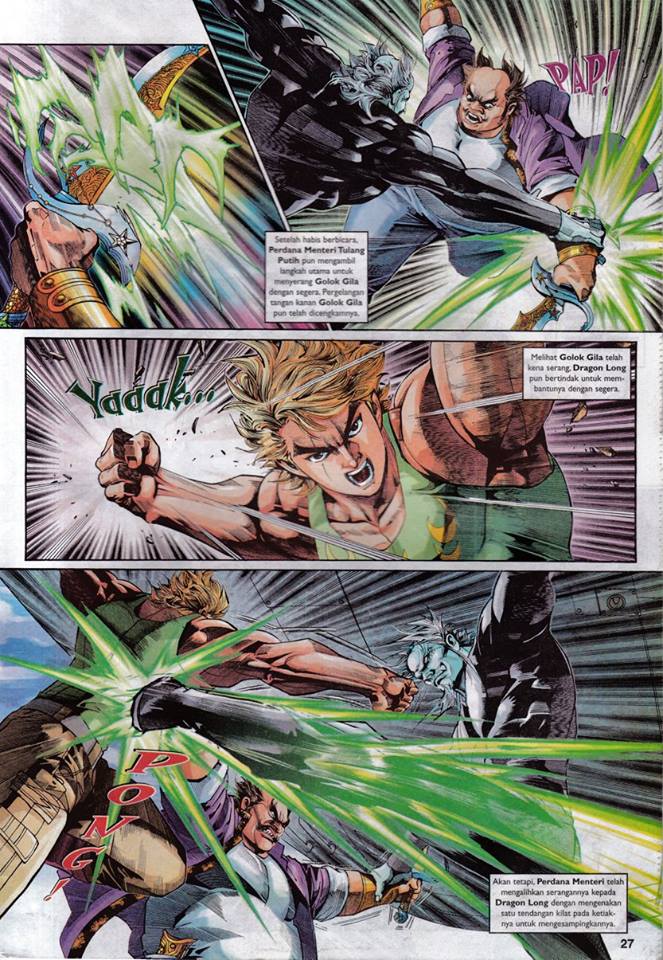 PAP!
Setelah habis berbicara,
Perdana Menteri Tulang
Putih pun mengambil
langkah utama untuk
menyerang Golok Gila
dengan segera. Pergelangan
tangan kanan Golok Gila
pun telah dicengkamnya.
Yaaak...
Melihat Golok Gila telah
kena serang, Dragon Long
pun bertindak untuk mem-
bantunya dengan segera.
PONG!
Akan tetapi, Perdana Menteri telah
mengalihkan serangannya kepada
Dragon Long dengan mengenakan
satu tendangan kilat pada ketiak-
nya untuk mengesampingkannya.
27